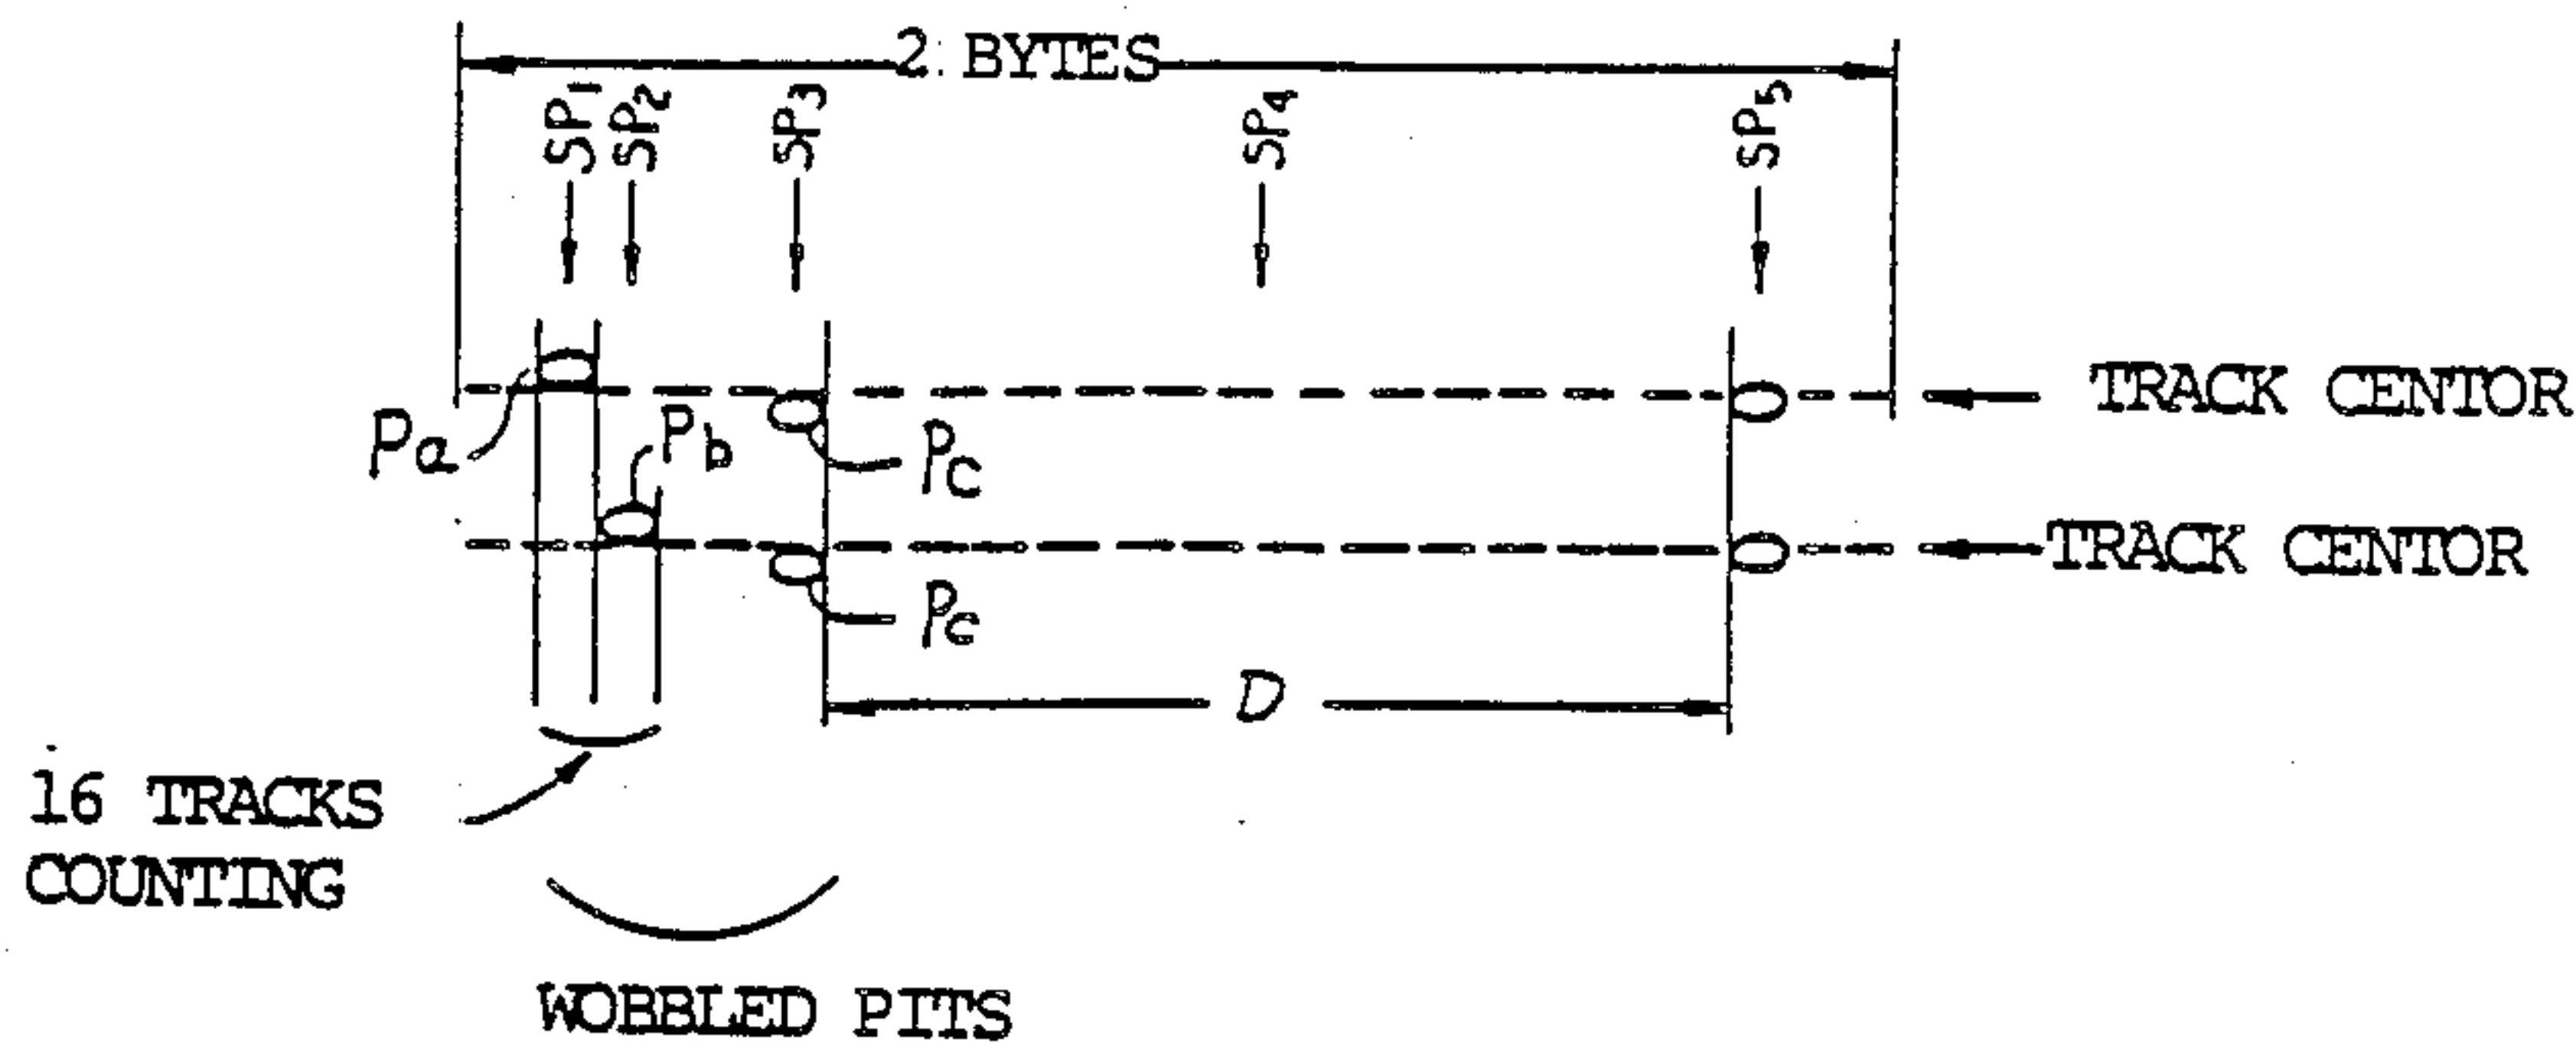 2 BYTES
SP1
SP2
SP3
SP4
SP5
Pa
Pb
Pc
TRACK CENTOR
Pc
TRACK CENTOR
D
16 TRACKS
COUNTING
WOBBLED PITS